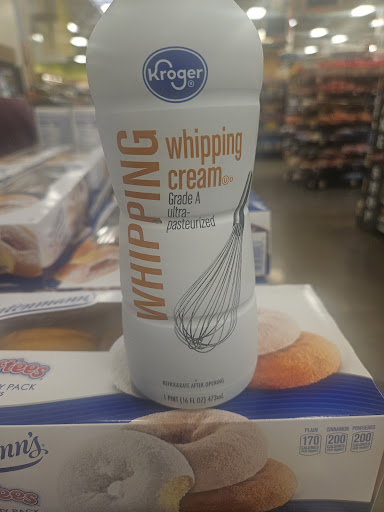 Kroger
WHIPPING
whipping
cream
Grade A
ultra-
pasteurized
REFRIGERATE AFTER OPENING
1 PINT (16 FL OZ) 473mL
PLAIN CINNAMON POWDERED
170 200 200